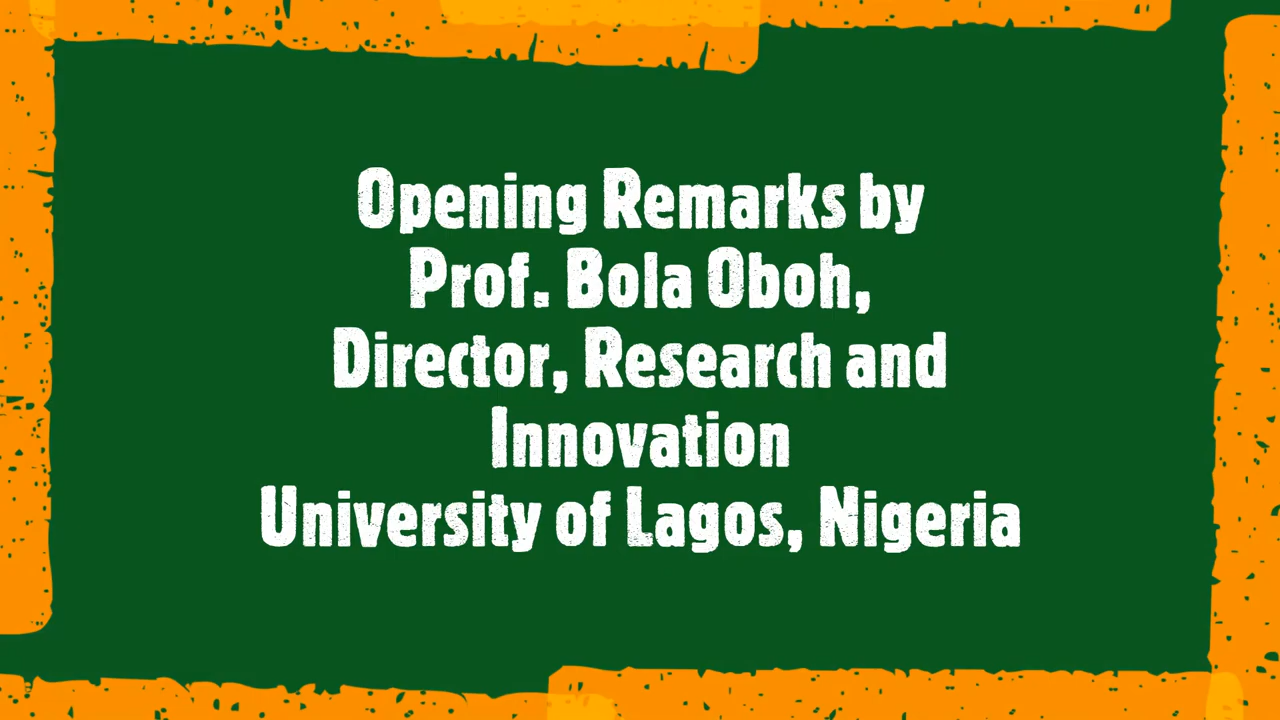 Opening Remarks by
Prof. Bola Oboh,
Director, Research and
Innovation
University of Lagos, Nigeria